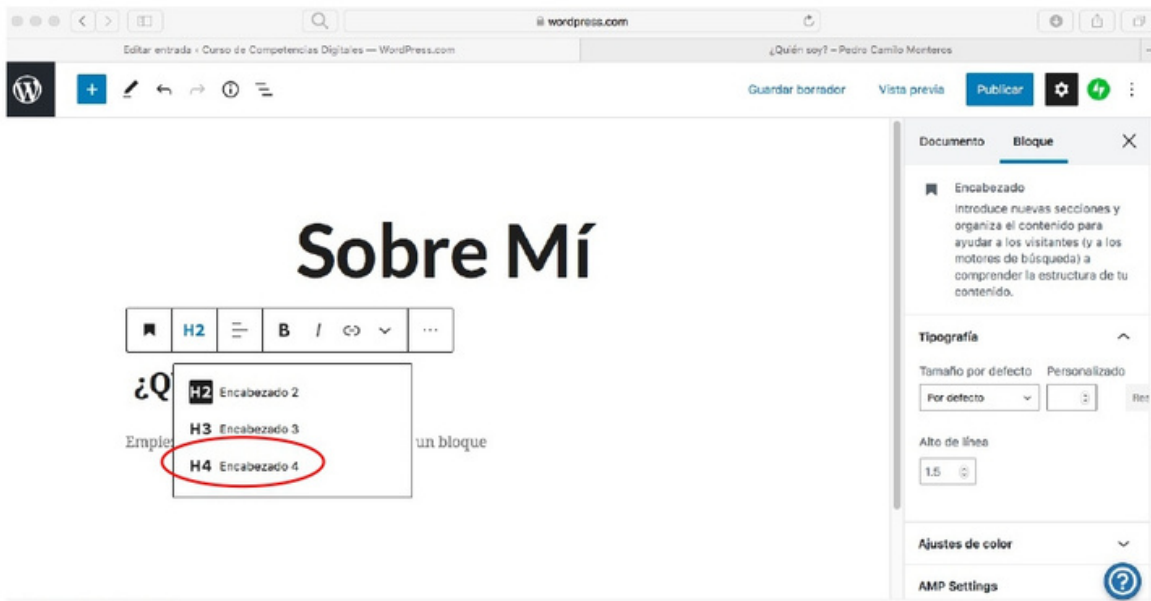 wordpress.com
Editar entrada ‹ Curso de Competencias Digitales — WordPress.com
¿Quién soy? – Pedro Camilo Monteros
Guardar borrador
Vista previa
Publicar
Documento
Bloque
Encabezado
Introduce nuevas secciones y
organiza el contenido para
ayudar a los visitantes (y a los
motores de búsqueda) a
comprender la estructura de tu
contenido.
Sobre Mí
H2
B I
¿Q
H2 Encabezado 2
H3 Encabezado 3
H4 Encabezado 4
Empie
un bloque
Tipografía
Tamaño por defecto Personalizado
Por defecto
Res
Alto de línea
1.5
Ajustes de color
AMP Settings